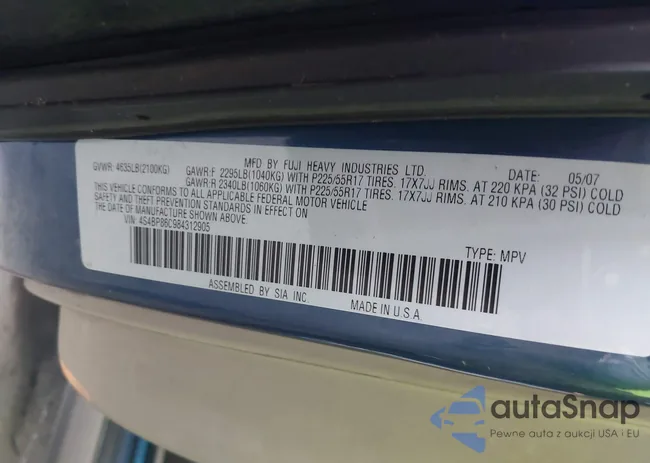 MFD BY FUJI HEAVY INDUSTRIES LTD. 05/07
GVWR: 4635LB(2100KG) GAWR:F 2295LB(1040KG) WITH P225/55R17 TIRES. 17X7JJ RIMS. AT 220 KPA (32 PSI) COLD
GAWR:R 2340LB(1060KG) WITH P225/55R17 TIRES. 17X7JJ RIMS. AT 210 KPA (30 PSI) COLD
THIS VEHICLE CONFORMS TO ALL APPLICABLE FEDERAL MOTOR VEHICLE
SAFETY AND THEFT PREVENTION STANDARDS IN EFFECT ON
THE DATE OF MANUFACTURE SHOWN ABOVE.
VIN: 4S4BP86C984312905 TYPE: MPV
ASSEMBLED BY SIA INC. MADE IN U.S.A.
autaSnap
Pewne auta z aukcji USA i EU